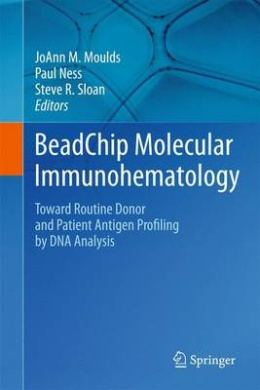 JoAnn M. Moulds
Paul Ness
Steve R. Sloan
Editors
BeadChip Molecular
Immunohematology
Toward Routine Donor
and Patient Antigen Profiling
by DNA Analysis
Springer